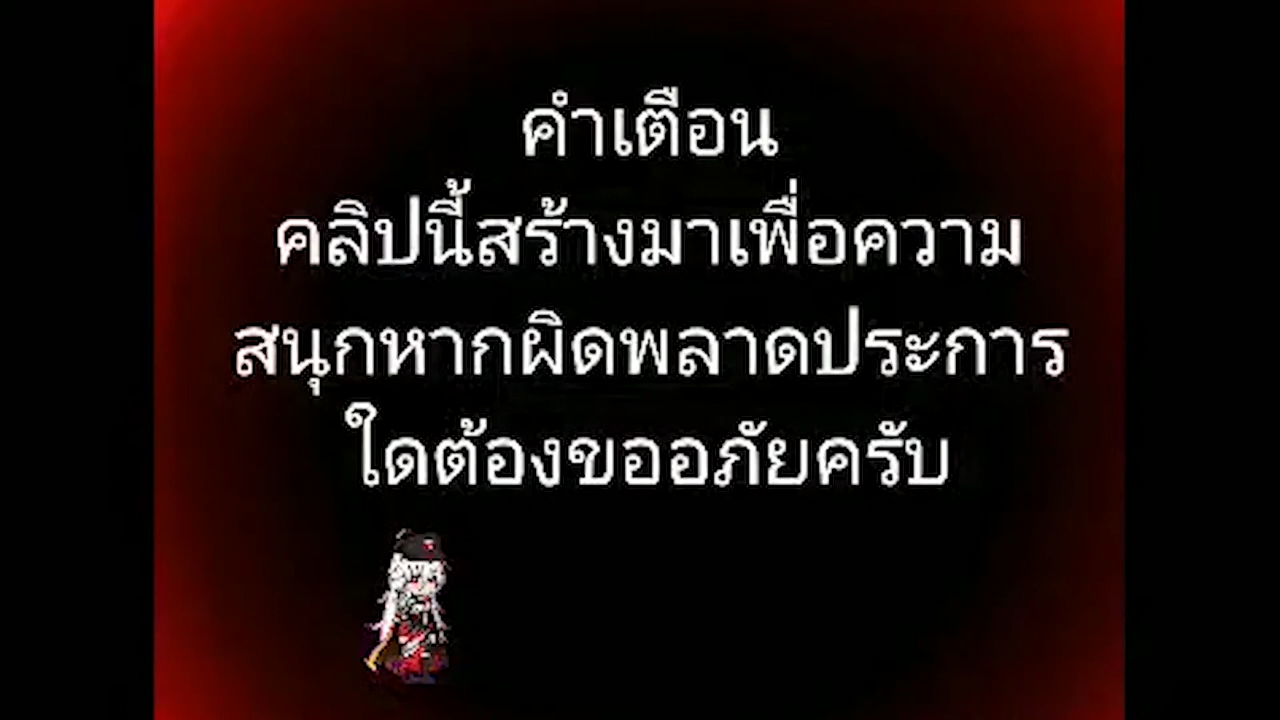 คำเตือน
คลิปนี้สร้างมาเพื่อความ
สนุกหากผิดพลาดประการ
ใดต้องขออภัยครับ